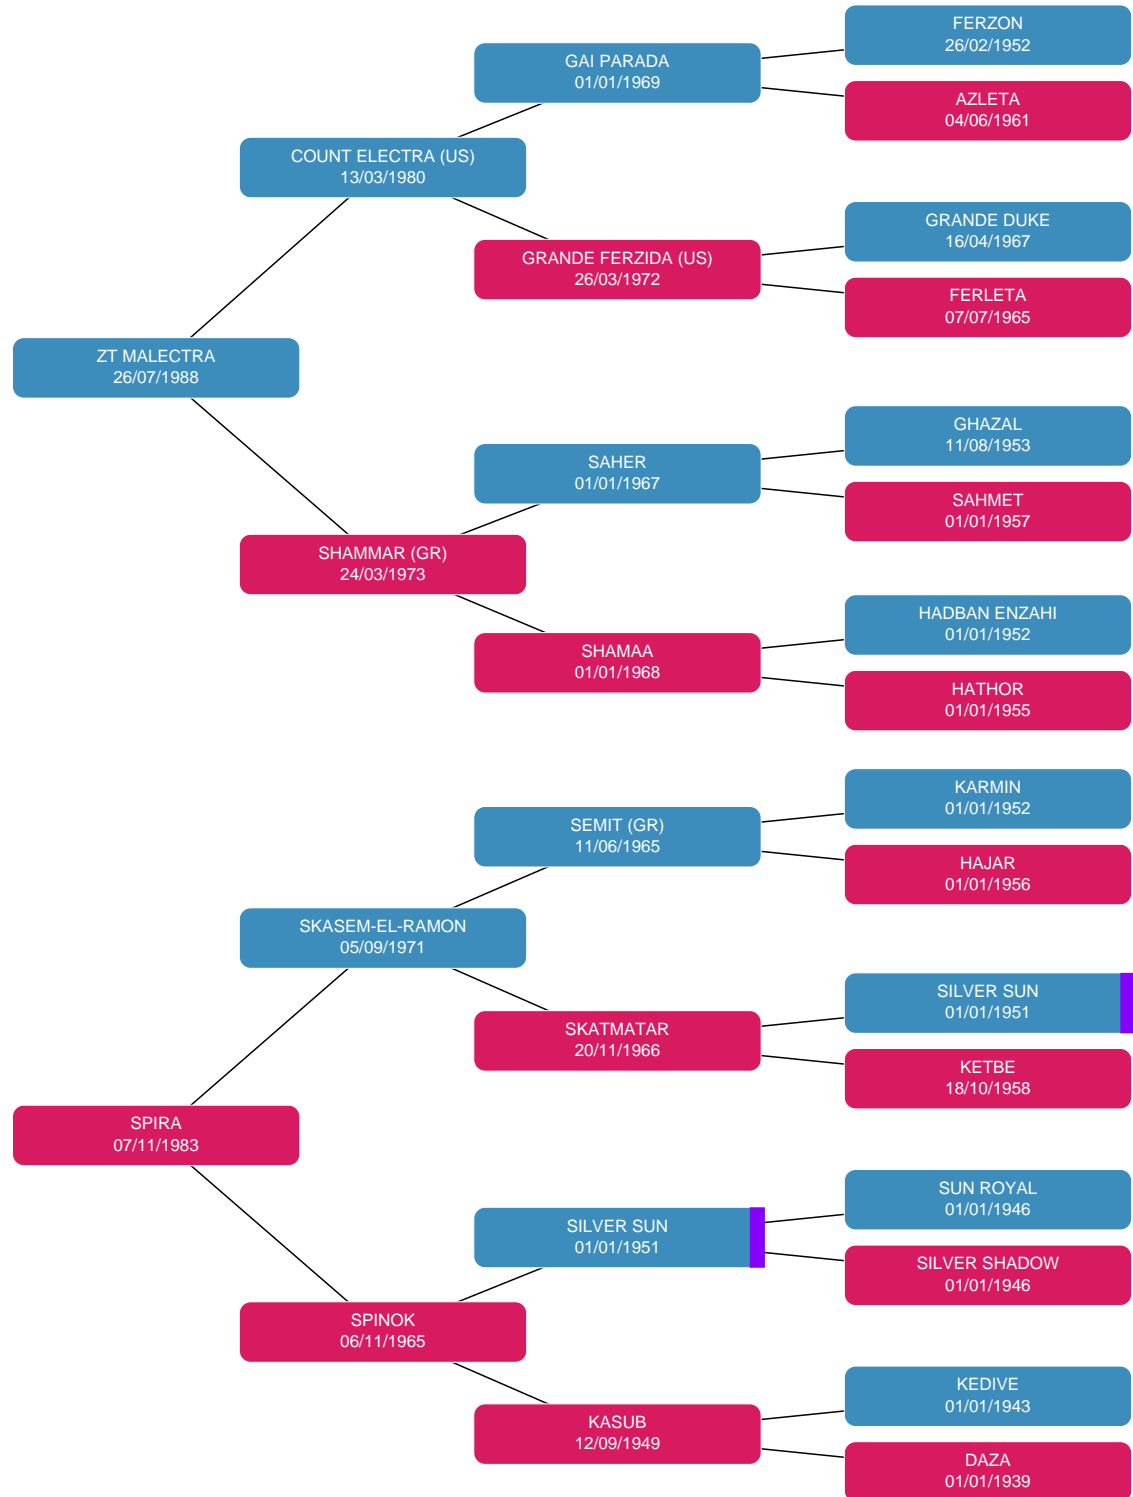 FERZON
26/02/1952
GAI PARADA
01/01/1969
AZLETA
04/06/1961
COUNT ELECTRA (US)
13/03/1980
GRANDE DUKE
16/04/1967
GRANDE FERZIDA (US)
26/03/1972
FERLETA
07/07/1965
ZT MALECTRA
26/07/1988
GHAZAL
11/08/1953
SAHER
01/01/1967
SAHMET
01/01/1957
SHAMMAR (GR)
24/03/1973
HADBAN ENZAHI
01/01/1952
SHAMAA
01/01/1968
HATHOR
01/01/1955
KARMIN
01/01/1952
SEMIT (GR)
11/06/1965
HAJAR
01/01/1956
SKASEM-EL-RAMON
05/09/1971
SILVER SUN
01/01/1951
SKATMATAR
20/11/1966
KETBE
18/10/1958
SPIRA
07/11/1983
SUN ROYAL
01/01/1946
SILVER SUN
01/01/1951
SILVER SHADOW
01/01/1946
SPINOK
06/11/1965
KEDIVE
01/01/1943
KASUB
12/09/1949
DAZA
01/01/1939